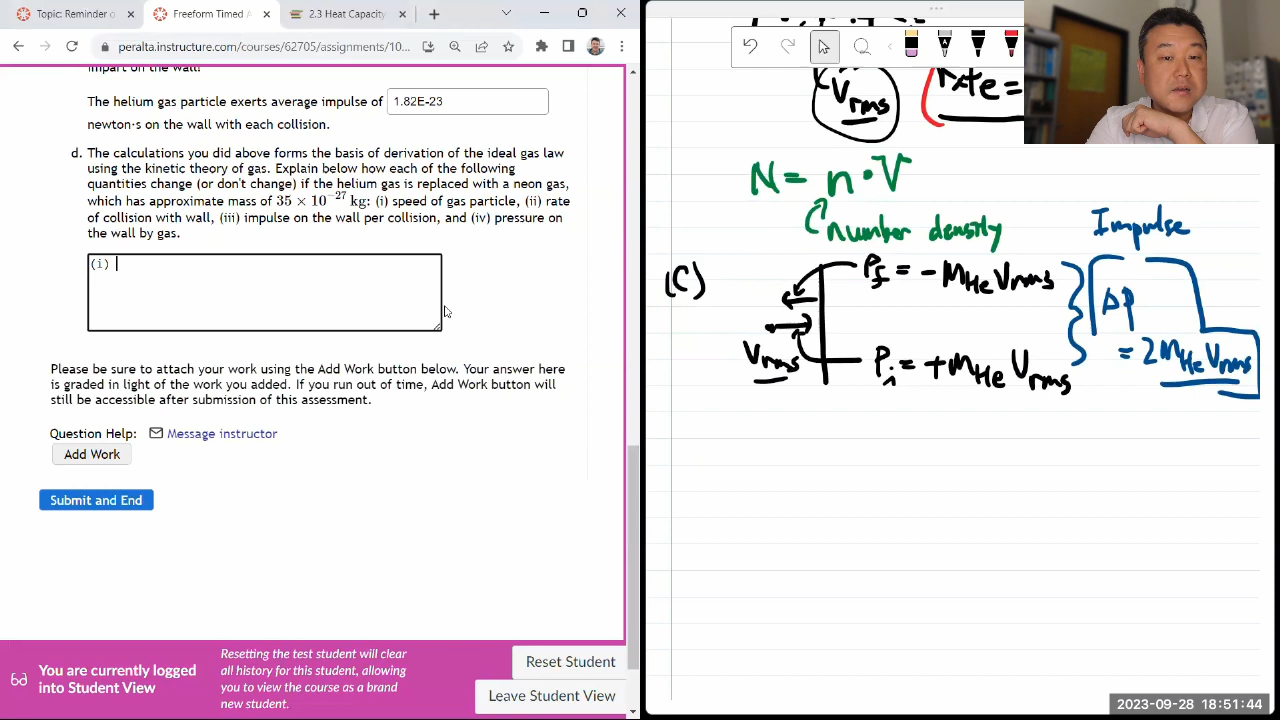 Topic: Reminder o
Freeform Timed A
2.3 Heat Capacity
peralta.instructure.com/courses/62705/assignments/10...
impart on the wall.
The helium gas particle exerts average impulse of 1.82E-23
newton·s on the wall with each collision.
d. The calculations you did above forms the basis of derivation of the ideal gas law
using the kinetic theory of gas. Explain below how each of the following
quantities change (or don't change) if the helium gas is replaced with a neon gas,
which has approximate mass of 35 × 10⁻²⁷ kg: (i) speed of gas particle, (ii) rate
of collision with wall, (iii) impulse on the wall per collision, and (iv) pressure on
the wall by gas.
(i)
Please be sure to attach your work using the Add Work button below. Your answer here
is graded in light of the work you added. If you run out of time, Add Work button will
still be accessible after submission of this assessment.
Question Help: Message instructor
Add Work
Submit and End
You are currently logged
into Student View
Resetting the test student will clear
all history for this student, allowing
you to view the course as a brand
new student.
Reset Student
Leave Student View
Vrms
rate =
N = n · V
number density
Impulse
(C)
Pf = - MHe Vrms
ΔP
= 2 MHe Vrms
Vrms
Pi = + MHe Vrms
2023-09-28 18:51:44